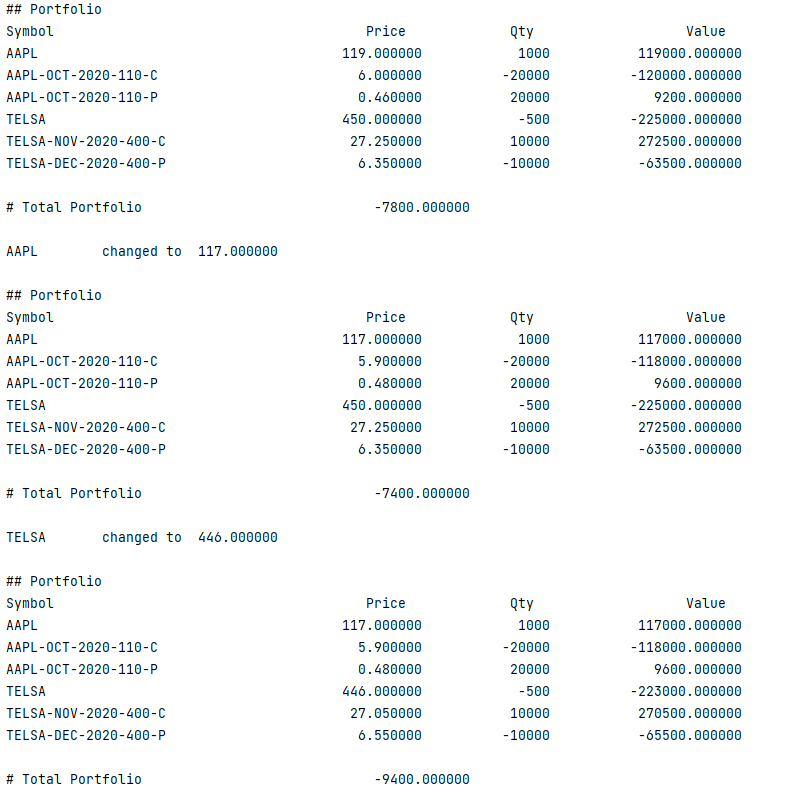 ## Portfolio
Symbol Price Qty Value
AAPL 119.000000 1000 119000.000000
AAPL-OCT-2020-110-C 6.000000 -20000 -120000.000000
AAPL-OCT-2020-110-P 0.460000 20000 9200.000000
TELSA 450.000000 -500 -225000.000000
TELSA-NOV-2020-400-C 27.250000 10000 272500.000000
TELSA-DEC-2020-400-P 6.350000 -10000 -63500.000000
# Total Portfolio -7800.000000
AAPL changed to 117.000000
## Portfolio
Symbol Price Qty Value
AAPL 117.000000 1000 117000.000000
AAPL-OCT-2020-110-C 5.900000 -20000 -118000.000000
AAPL-OCT-2020-110-P 0.480000 20000 9600.000000
TELSA 450.000000 -500 -225000.000000
TELSA-NOV-2020-400-C 27.250000 10000 272500.000000
TELSA-DEC-2020-400-P 6.350000 -10000 -63500.000000
# Total Portfolio -7400.000000
TELSA changed to 446.000000
## Portfolio
Symbol Price Qty Value
AAPL 117.000000 1000 117000.000000
AAPL-OCT-2020-110-C 5.900000 -20000 -118000.000000
AAPL-OCT-2020-110-P 0.480000 20000 9600.000000
TELSA 446.000000 -500 -223000.000000
TELSA-NOV-2020-400-C 27.050000 10000 270500.000000
TELSA-DEC-2020-400-P 6.550000 -10000 -65500.000000
# Total Portfolio -9400.000000